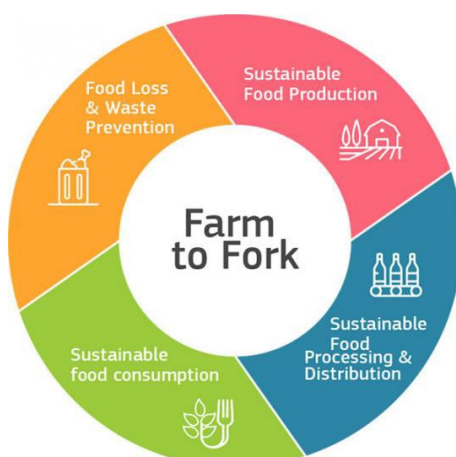 Food Loss
& Waste
Prevention
Sustainable
Food Production
Farm
to Fork
Sustainable
Food
Processing &
Distribution
Sustainable
food consumption